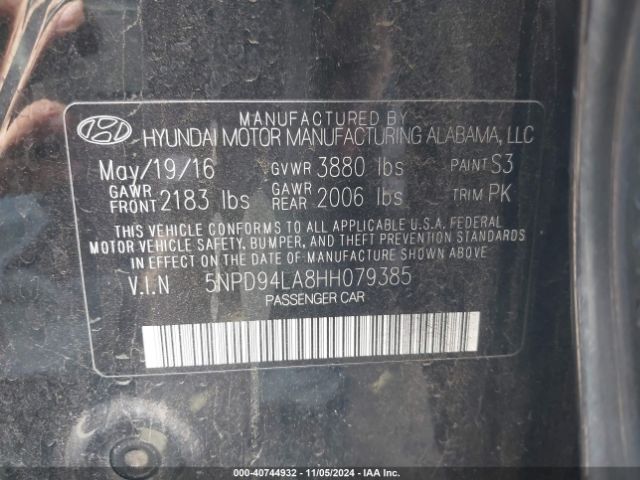 MANUFACTURED BY
HYUNDAI MOTOR MANUFACTURING ALABAMA, LLC
May/19/16 GVWR 3880 lbs PAINT S3
GAWR FRONT 2183 lbs GAWR REAR 2006 lbs TRIM PK
THIS VEHICLE CONFORMS TO ALL APPLICABLE U.S.A. FEDERAL
MOTOR VEHICLE SAFETY, BUMPER, AND THEFT PREVENTION
STANDARDS IN EFFECT ON THE DATE OF MANUFACTURE SHOWN ABOVE.
V.I.N 5NPD94LA8HH079385
PASSENGER CAR
000-40744932 - 11/05/2024 - IAA Inc.